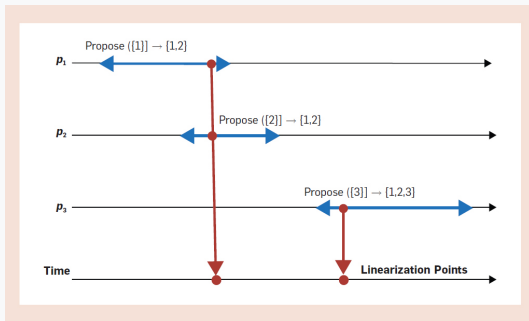 Propose ([1]] → [1,2]
p₁
Propose ([2]] → [1,2]
p₂
Propose ([3]] → [1,2,3]
p₃
Time
Linearization Points